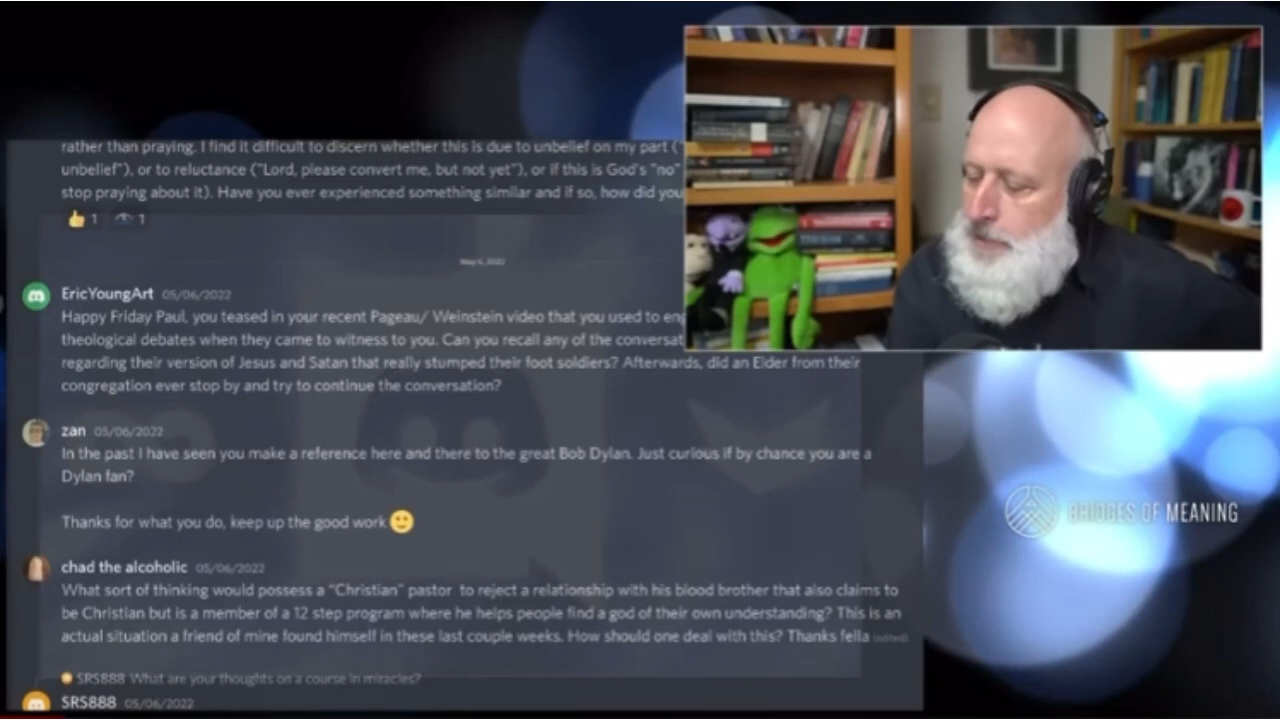 rather than praying. I find it difficult to discern whether this is due to unbelief on my part ("
unbelief"), or to reluctance ("Lord, please convert me, but not yet"), or if this is God's "no"
stop praying about it). Have you ever experienced something similar and if so, how did you
1 1
May 6, 2022
EricYoungArt 05/06/2022
Happy Friday Paul, you teased in your recent Pageau/ Weinstein video that you used to eng
theological debates when they came to witness to you. Can you recall any of the conversat
regarding their version of Jesus and Satan that really stumped their foot soldiers? Afterwards, did an Elder from their
congregation ever stop by and try to continue the conversation?
zan 05/06/2022
In the past I have seen you make a reference here and there to the great Bob Dylan. Just curious if by chance you are a
Dylan fan?
Thanks for what you do, keep up the good work
chad the alcoholic 05/06/2022
What sort of thinking would possess a "Christian" pastor to reject a relationship with his blood brother that also claims to
be Christian but is a member of a 12 step program where he helps people find a god of their own understanding? This is an
actual situation a friend of mine found himself in these last couple weeks. How should one deal with this? Thanks fella (edited)
SRS888 What are your thoughts on a course in miracles?
SRS888 05/06/2022
BRIDGES OF MEANING